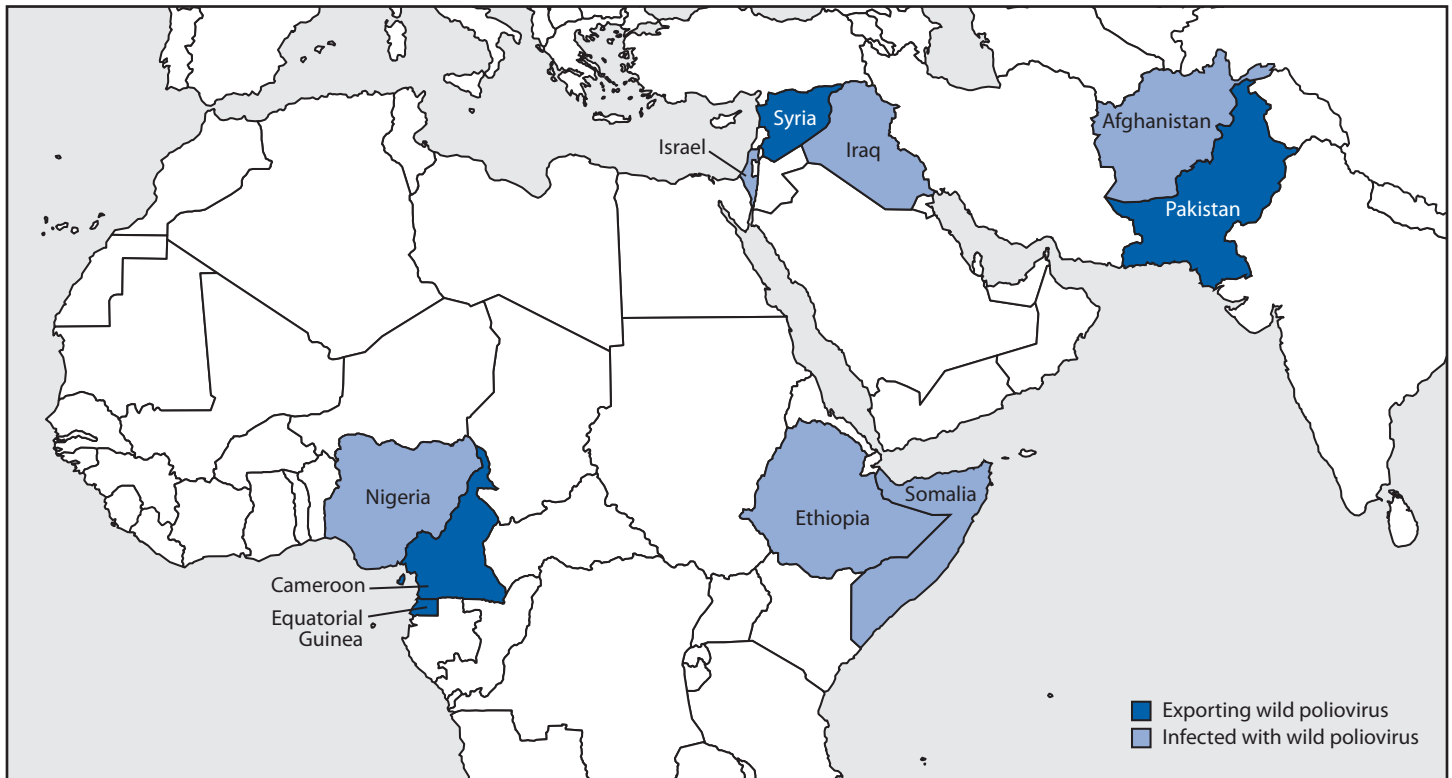 Syria
Israel
Iraq
Afghanistan
Pakistan
Nigeria
Somalia
Ethiopia
Cameroon
Equatorial
Guinea
Exporting wild poliovirus
Infected with wild poliovirus